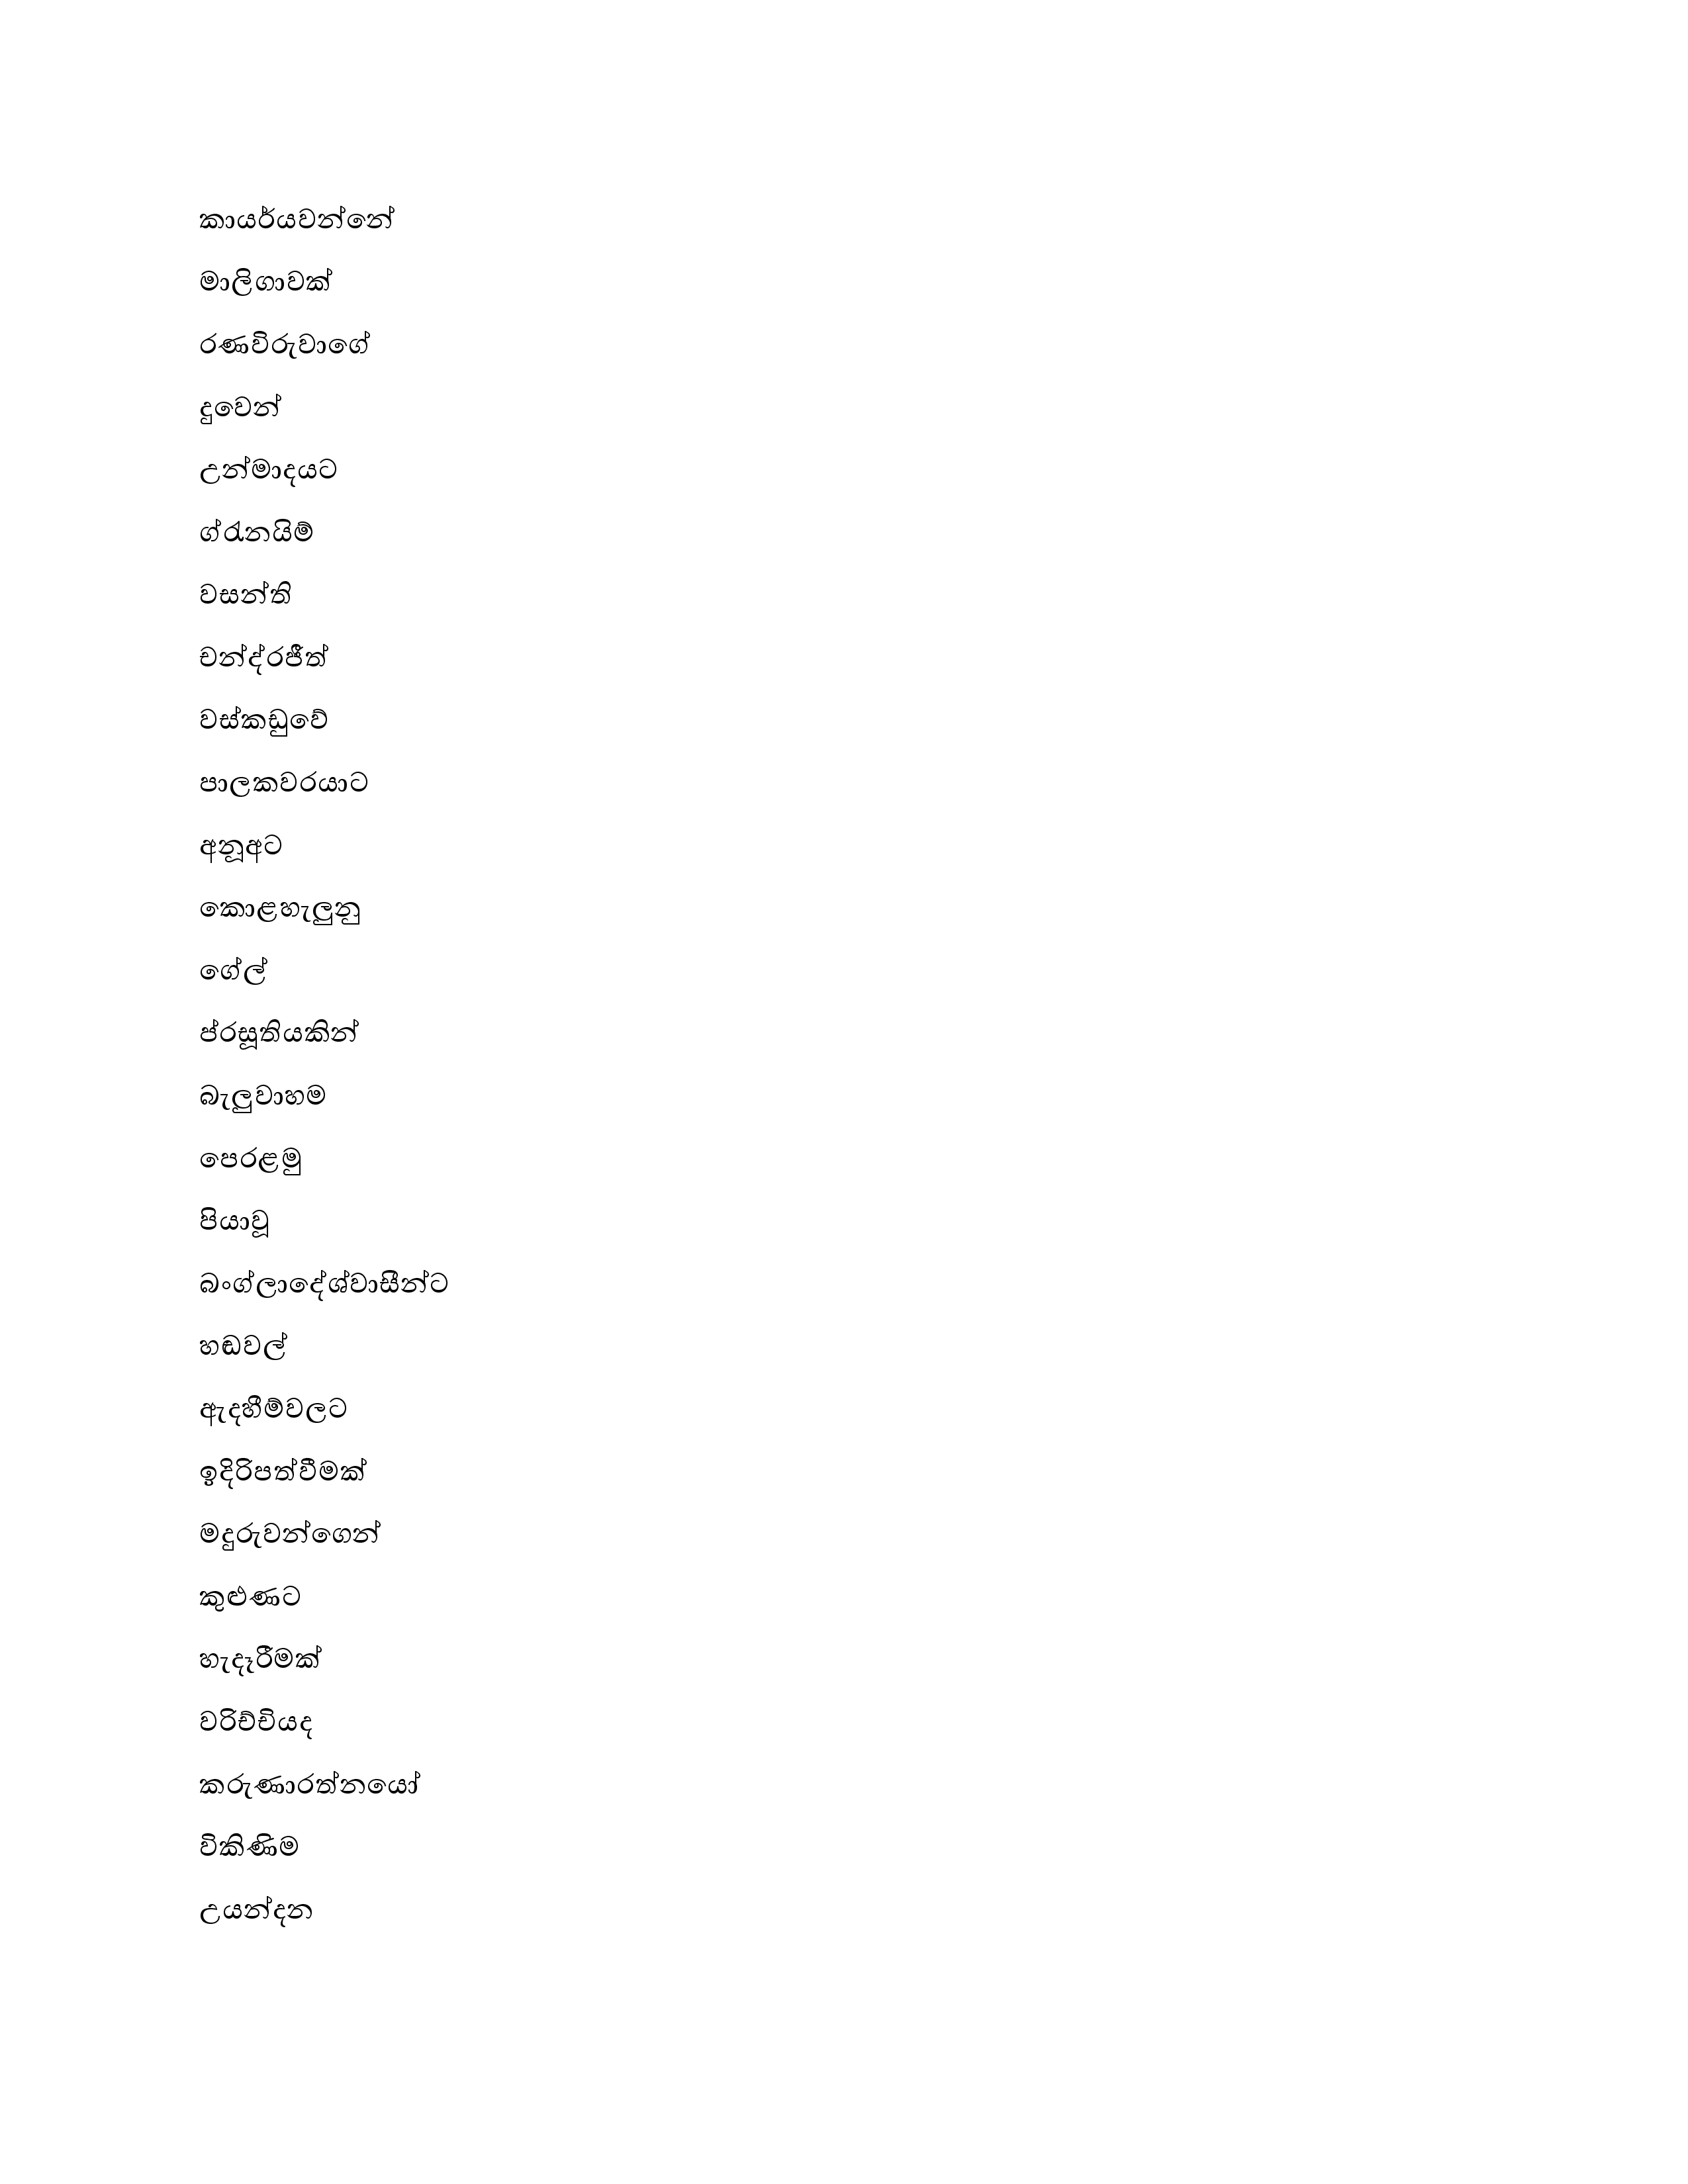 කායර්යවන්නේ
මාලිගාවක්
රණවිරුවාගේ
දුවෙන්
උන්මාදයට
ග්රැනයිම්
වසන්ති
චන්ද්රජීත්
වස්කඩුවේ
පාලකවරයාට
අනූඅට
කොළහැලුනු
ගේල්
ප්රසූතියකින්
බැලුවාහම
පෙරළමු
පියාවූ
බංග්ලාදේශ්වාසීන්ට
හඬවල්
ඇදහීම්වලට
ඉදිරිපත්වීමක්
මදුරුවන්ගෙන්
කුළුණට
හැදෑරීමක්
වරිච්චියද
කරුණාරත්නයෝ
විකිණිම
උයන්දන